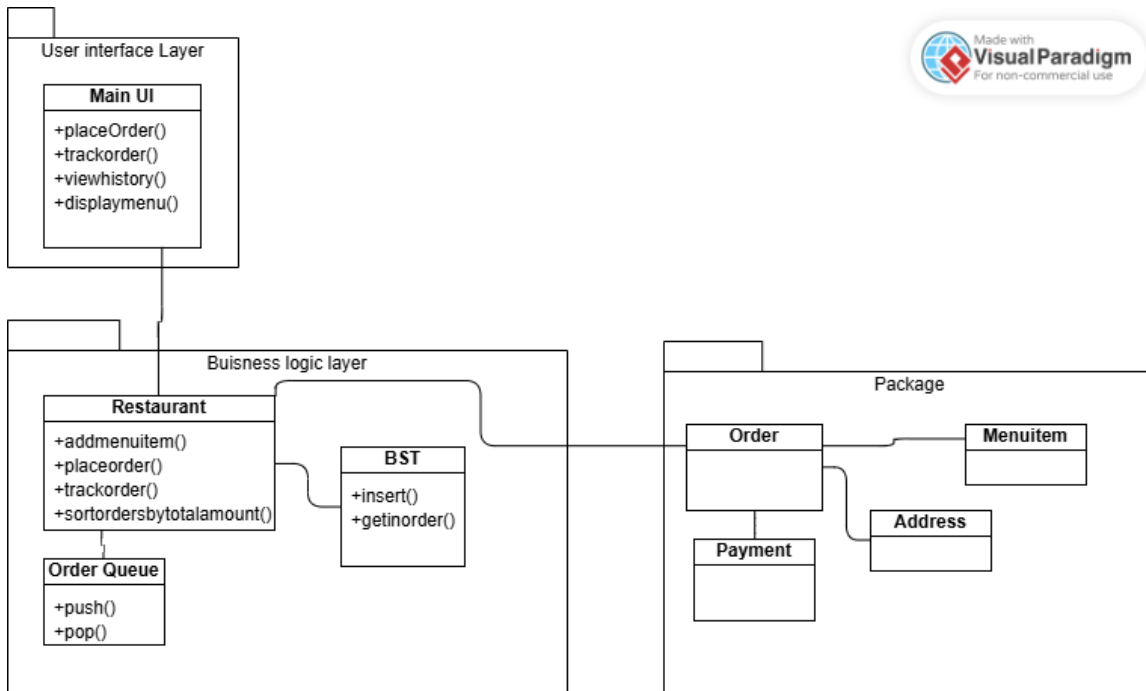 User interface Layer
Main UI
+placeOrder()
+trackorder()
+viewhistory()
+displaymenu()
Made with
Visual Paradigm
For non-commercial use
Buisness logic layer
Restaurant
+addmenuitem()
+placeorder()
+trackorder()
+sortordersbytotalamount()
BST
+insert()
+getinorder()
Order Queue
+push()
+pop()
Package
Order
Menuitem
Address
Payment